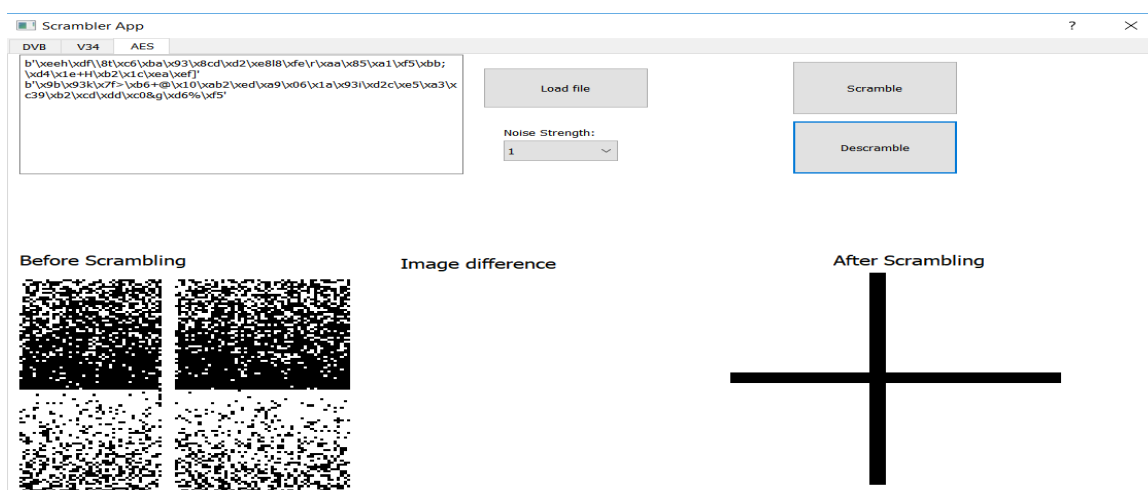 Scrambler App
?
DVB V34 AES
b'\xeeh\xdf\\8t\xc6\xba\x93\x8cd\xd2\xe8l8\xfe\r\xaa\x85\xa1\xf5\xbb;
\xd4\x1e+H\xb2\x1c\xea\xef]'
b'\x9b\x93k\x7f>\xb6+@\x10\xab2\xed\xa9\x06\x1a\x93i\xd2c\xe5\xa3\x
c39\xb2\xcd\xdd\xc0&g\xd6%\xf5'
Load file
Scramble
Noise Strength:
1
Descramble
Before Scrambling
Image difference
After Scrambling